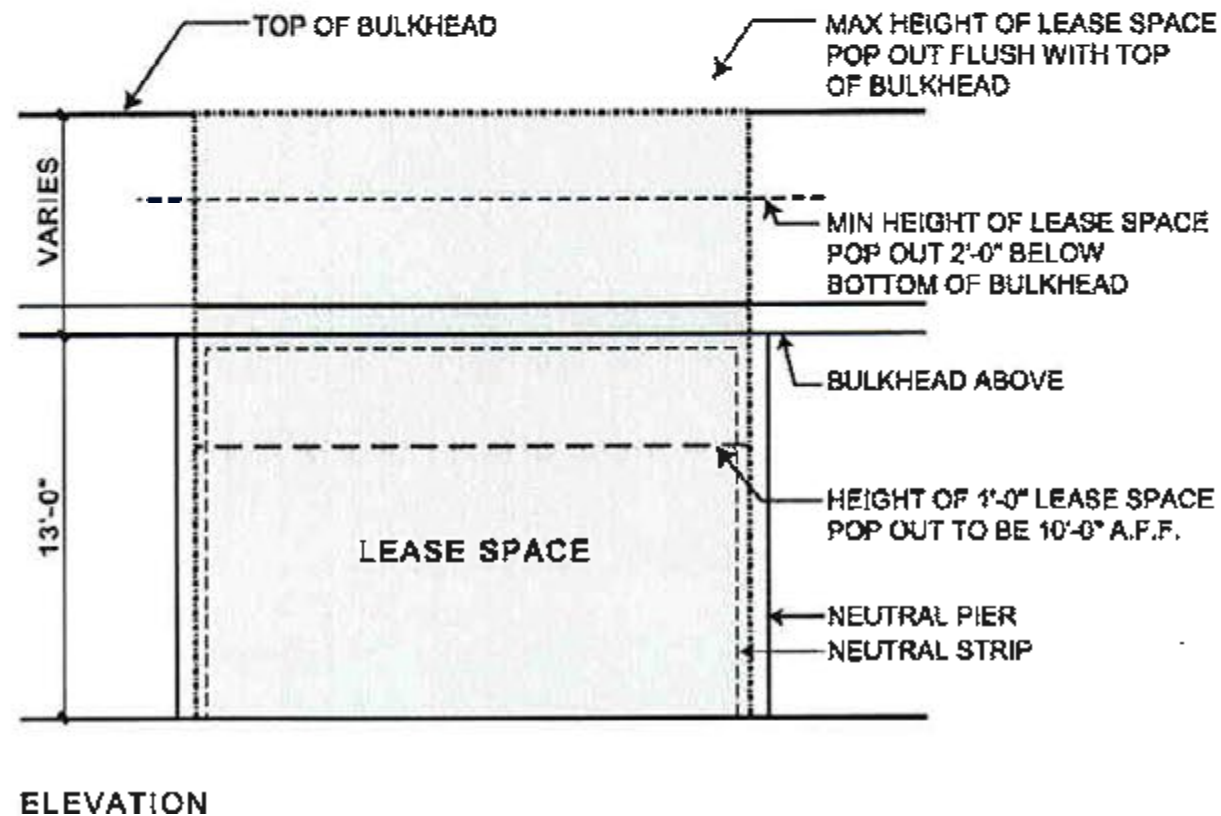 TOP OF BULKHEAD
MAX HEIGHT OF LEASE SPACE
POP OUT FLUSH WITH TOP
OF BULKHEAD
VARIES
MIN HEIGHT OF LEASE SPACE
POP OUT 2'-0" BELOW
BOTTOM OF BULKHEAD
BULKHEAD ABOVE
13'-0"
HEIGHT OF 1'-0" LEASE SPACE
POP OUT TO BE 10'-0" A.F.F.
LEASE SPACE
NEUTRAL PIER
NEUTRAL STRIP
ELEVATION